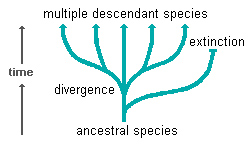 multiple descendant species
extinction
time
divergence
ancestral species